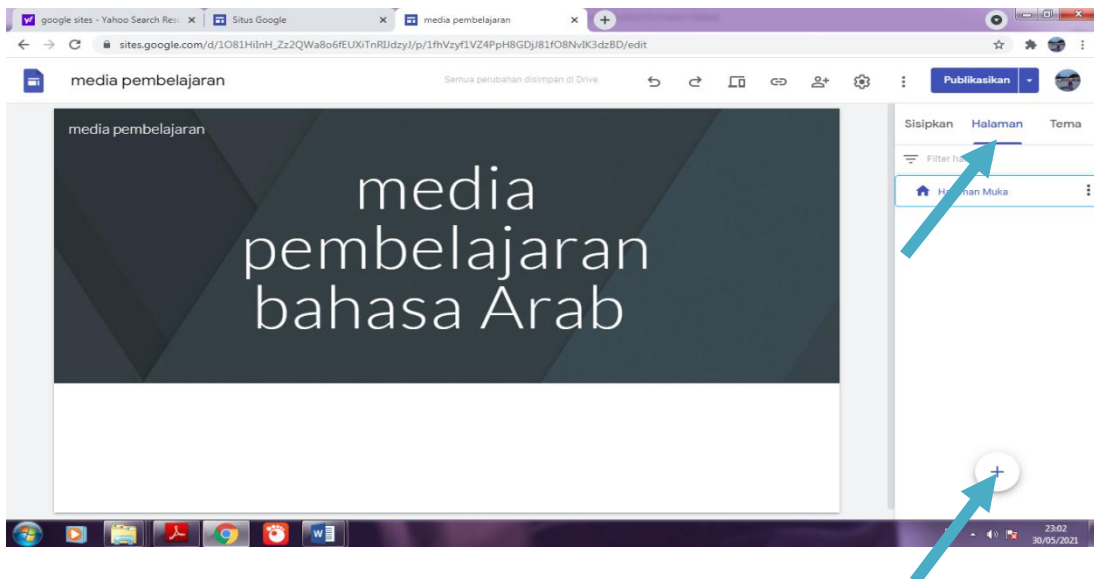 google sites - Yahoo Search Res
Situs Google
media pembelajaran
sites.google.com/d/1O81HiInH_Zz2QWa8o6fEUXiTnRIJdzyJ/p/1fhVzyf1VZ4PpH8GDjJ81fO8NvIK3dzBD/edit
media pembelajaran
Semua perubahan disimpan di Drive
Publikasikan
Sisipkan Halaman Tema
media pembelajaran
Filter
media
pembelajaran
bahasa Arab
Muka
23:02
30/05/2021